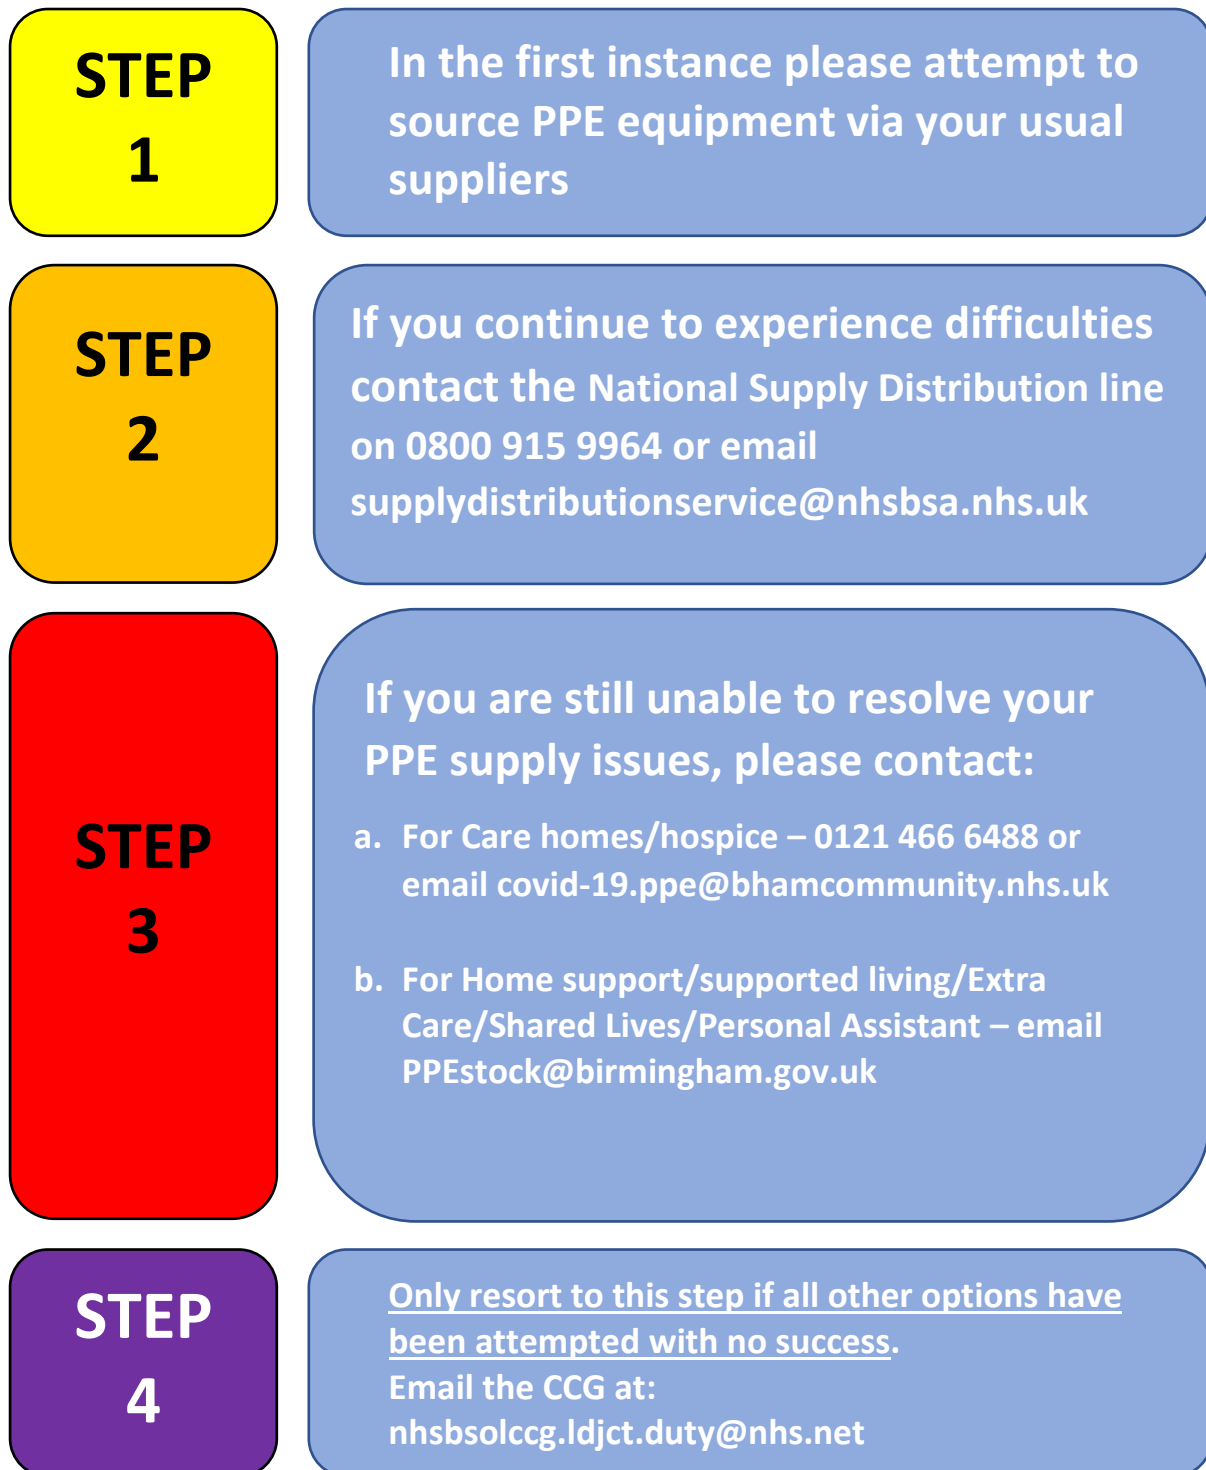 STEP
1
In the first instance please attempt to
source PPE equipment via your usual
suppliers
STEP
2
If you continue to experience difficulties
contact the National Supply Distribution line
on 0800 915 9964 or email
supplydistributionservice@nhsbsa.nhs.uk
STEP
3
If you are still unable to resolve your
PPE supply issues, please contact:
a. For Care homes/hospice – 0121 466 6488 or
email covid-19.ppe@bhamcommunity.nhs.uk
b. For Home support/supported living/Extra
Care/Shared Lives/Personal Assistant – email
PPEstock@birmingham.gov.uk
STEP
4
Only resort to this step if all other options have
been attempted with no success.
Email the CCG at:
nhsbsolccg.ldjct.duty@nhs.net